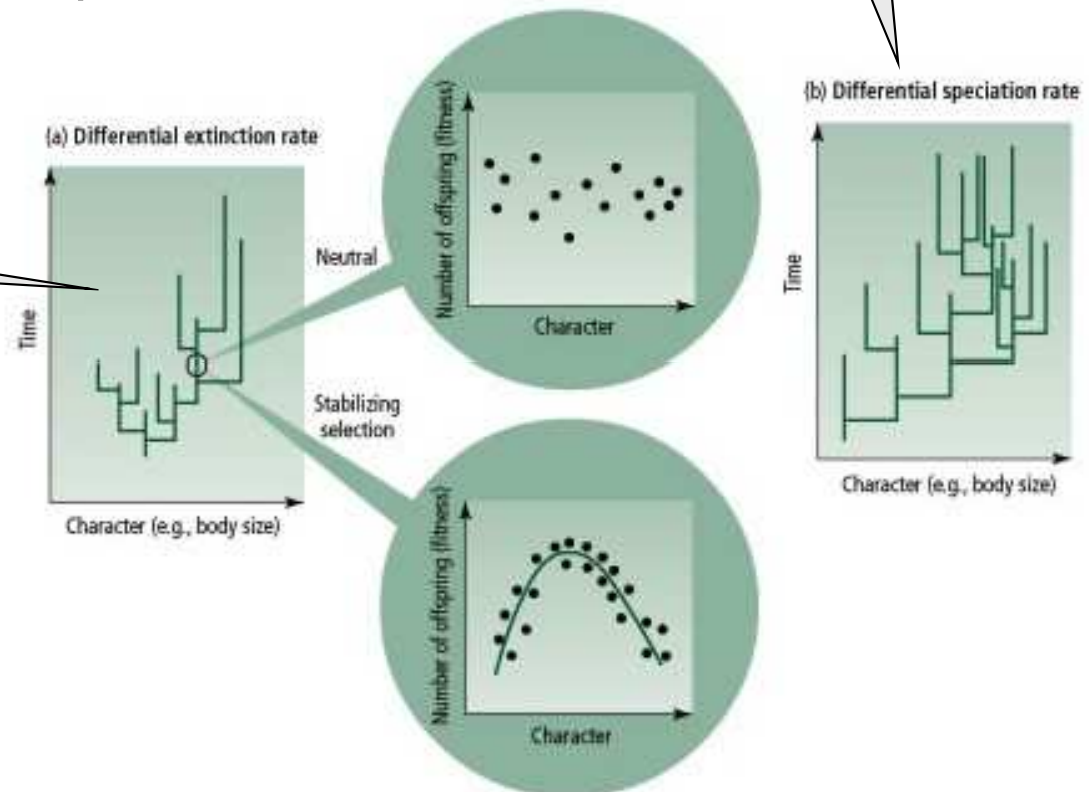 (a) Differential extinction rate
Time
Character (e.g., body size)
Neutral
Stabilizing
selection
Number of offspring (fitness)
Character
Number of offspring (fitness)
Character
(b) Differential speciation rate
Time
Character (e.g., body size)